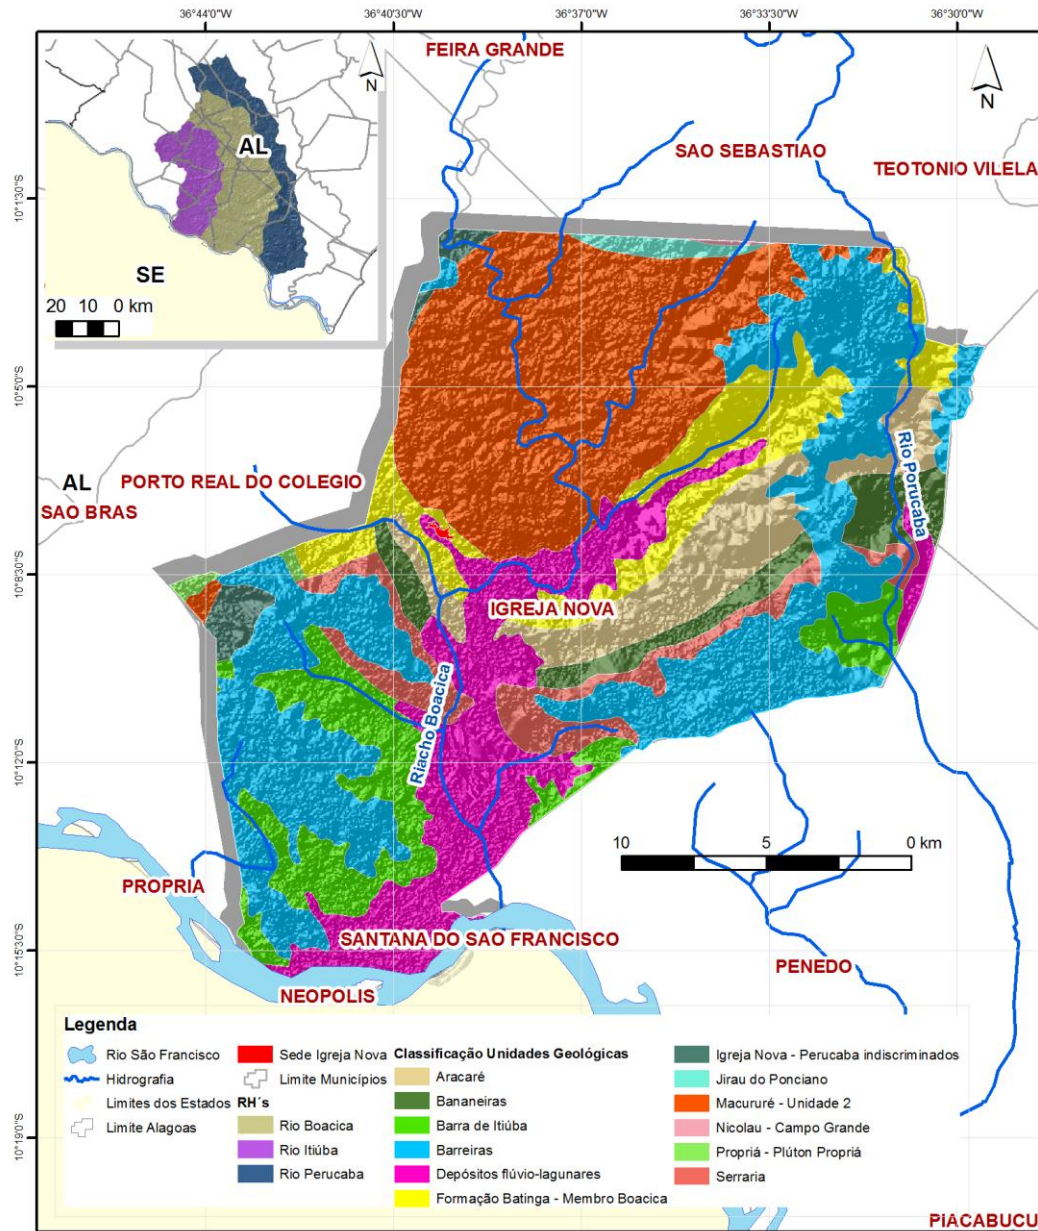 36°44'0"W
36°40'30"W
36°37'0"W
36°33'30"W
36°30'0"W
FEIRA GRANDE
N
N
AL
SAO SEBASTIAO
TEOTONIO VILELA
10°1'30"S
SE
20 10 0 km
10°5'0"S
Rio Porucaba
AL
PORTO REAL DO COLEGIO
SAO BRAS
10°8'30"S
IGREJA NOVA
Riacho Boacica
10°12'0"S
10 5 0 km
PROPRIA
SANTANA DO SAO FRANCISCO
10°15'30"S
PENEDO
NEOPOLIS
Legenda
Rio São Francisco
Hidrografia
Limites dos Estados
Limite Alagoas
Sede Igreja Nova
Limite Municípios
RH´s
Rio Boacica
Rio Itiúba
Rio Perucaba
Classificação Unidades Geológicas
Aracaré
Bananeiras
Barra de Itiúba
Barreiras
Depósitos flúvio-lagunares
Formação Batinga - Membro Boacica
Igreja Nova - Perucaba indiscriminados
Jirau do Ponciano
Macururé - Unidade 2
Nicolau - Campo Grande
Propriá - Plúton Propriá
Serraria
10°19'0"S
PIACABUCU